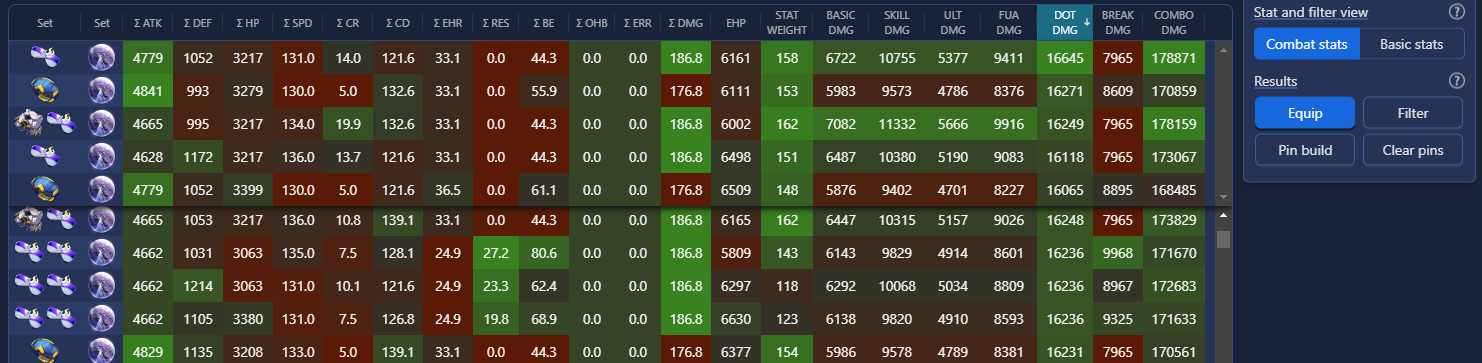 Set Set Σ ATK Σ DEF Σ HP Σ SPD Σ CR Σ CD Σ EHR Σ RES Σ BE Σ OHB Σ ERR Σ DMG EHP STAT WEIGHT BASIC DMG SKILL DMG ULT DMG FUA DMG DOT DMG ↓ BREAK DMG COMBO DMG
4779 1052 3217 131.0 14.0 121.6 33.1 0.0 44.3 0.0 0.0 186.8 6161 158 6722 10755 5377 9411 16645 7965 178871
4841 993 3279 130.0 5.0 132.6 33.1 0.0 55.9 0.0 0.0 176.8 6111 153 5983 9573 4786 8376 16271 8609 170859
4665 995 3217 134.0 19.9 132.6 33.1 0.0 44.3 0.0 0.0 186.8 6002 162 7082 11332 5666 9916 16249 7965 178159
4628 1172 3217 136.0 13.7 121.6 33.1 0.0 44.3 0.0 0.0 186.8 6498 151 6487 10380 5190 9083 16118 7965 173067
4779 1052 3399 130.0 5.0 121.6 36.5 0.0 61.1 0.0 0.0 176.8 6509 148 5876 9402 4701 8227 16065 8895 168485
4665 1053 3217 136.0 10.8 139.1 33.1 0.0 44.3 0.0 0.0 186.8 6165 162 6447 10315 5157 9026 16248 7965 173829
4662 1031 3063 135.0 7.5 128.1 24.9 27.2 80.6 0.0 0.0 186.8 5809 143 6143 9829 4914 8601 16236 9968 171670
4662 1214 3063 131.0 10.1 121.6 24.9 23.3 62.4 0.0 0.0 186.8 6297 118 6292 10068 5034 8809 16236 8967 172683
4662 1105 3380 131.0 7.5 126.8 24.9 19.8 68.9 0.0 0.0 186.8 6630 123 6138 9820 4910 8593 16236 9325 171633
4829 1135 3208 133.0 5.0 139.1 33.1 0.0 44.3 0.0 0.0 176.8 6377 154 5986 9578 4789 8381 16231 7965 170561
Stat and filter view ?
Combat stats Basic stats
Results ?
Equip Filter
Pin build Clear pins